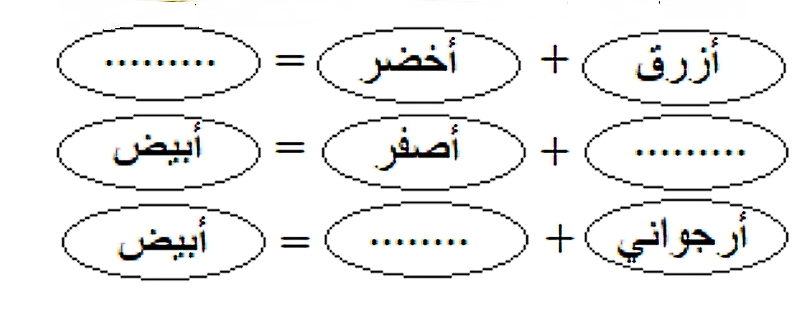 أزرق + أخضر = .........
......... + أصفر = أبيض
أرجواني + ........ = أبيض